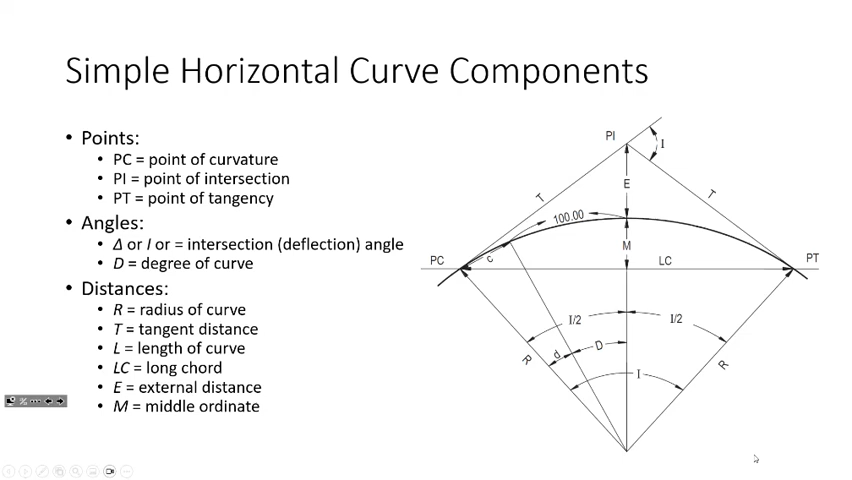 Simple Horizontal Curve Components
• Points:
• PC = point of curvature
• PI = point of intersection
• PT = point of tangency
• Angles:
• Δ or I or = intersection (deflection) angle
• D = degree of curve
• Distances:
• R = radius of curve
• T = tangent distance
• L = length of curve
• LC = long chord
• E = external distance
• M = middle ordinate
PI
I
T
E
T
100.00
M
PC
c
LC
PT
I/2
I/2
d
D
R
I
R